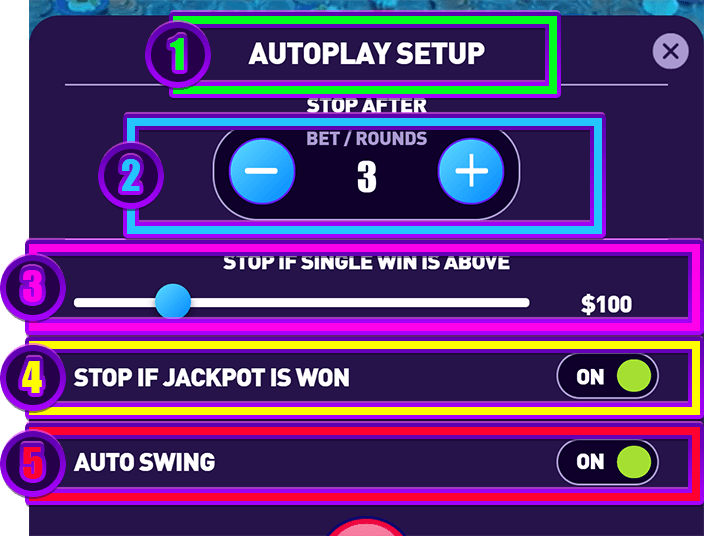 1 AUTOPLAY SETUP
STOP AFTER
BET / ROUNDS
2 3
STOP IF SINGLE WIN IS ABOVE
3 $100
4 STOP IF JACKPOT IS WON ON
5 AUTO SWING ON